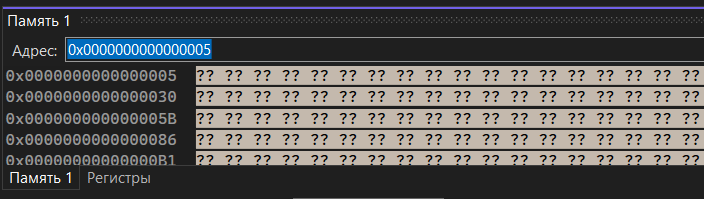 Память 1
Адрес: 0x0000000000000005
0x0000000000000005 ?? ?? ?? ?? ?? ?? ?? ?? ?? ?? ?? ?? ?? ?? ?? ?? ?? ??
0x0000000000000030 ?? ?? ?? ?? ?? ?? ?? ?? ?? ?? ?? ?? ?? ?? ?? ?? ?? ??
0x000000000000005B ?? ?? ?? ?? ?? ?? ?? ?? ?? ?? ?? ?? ?? ?? ?? ?? ?? ??
0x0000000000000086 ?? ?? ?? ?? ?? ?? ?? ?? ?? ?? ?? ?? ?? ?? ?? ?? ?? ??
0x00000000000000B1 ?? ?? ?? ?? ?? ?? ?? ?? ?? ?? ?? ?? ?? ?? ?? ?? ?? ??
Память 1 Регистры